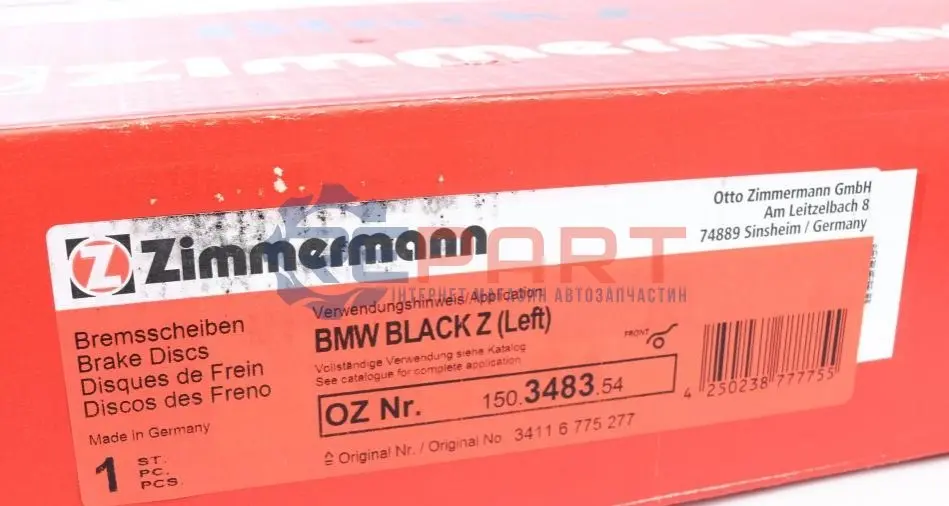 Zimmermann
Z
Zimmermann
Otto Zimmermann GmbH
Am Leitzelbach 8
74889 Sinsheim / Germany
PART
ІНТЕРНЕТ МАГАЗИН АВТОЗАПЧАСТИН
Bremsscheiben
Brake Discs
Disques de Frein
Discos des Freno
Made in Germany
1
ST.
PC.
PCS.
Verwendungshinweis/Application
BMW BLACK Z (Left)
Vollständige Verwendung siehe Katalog
See catalogue for complete application
FRONT
OZ Nr. 150.3483.54
Original Nr. / Original No. 3411 6 775 277
4 250238 777755